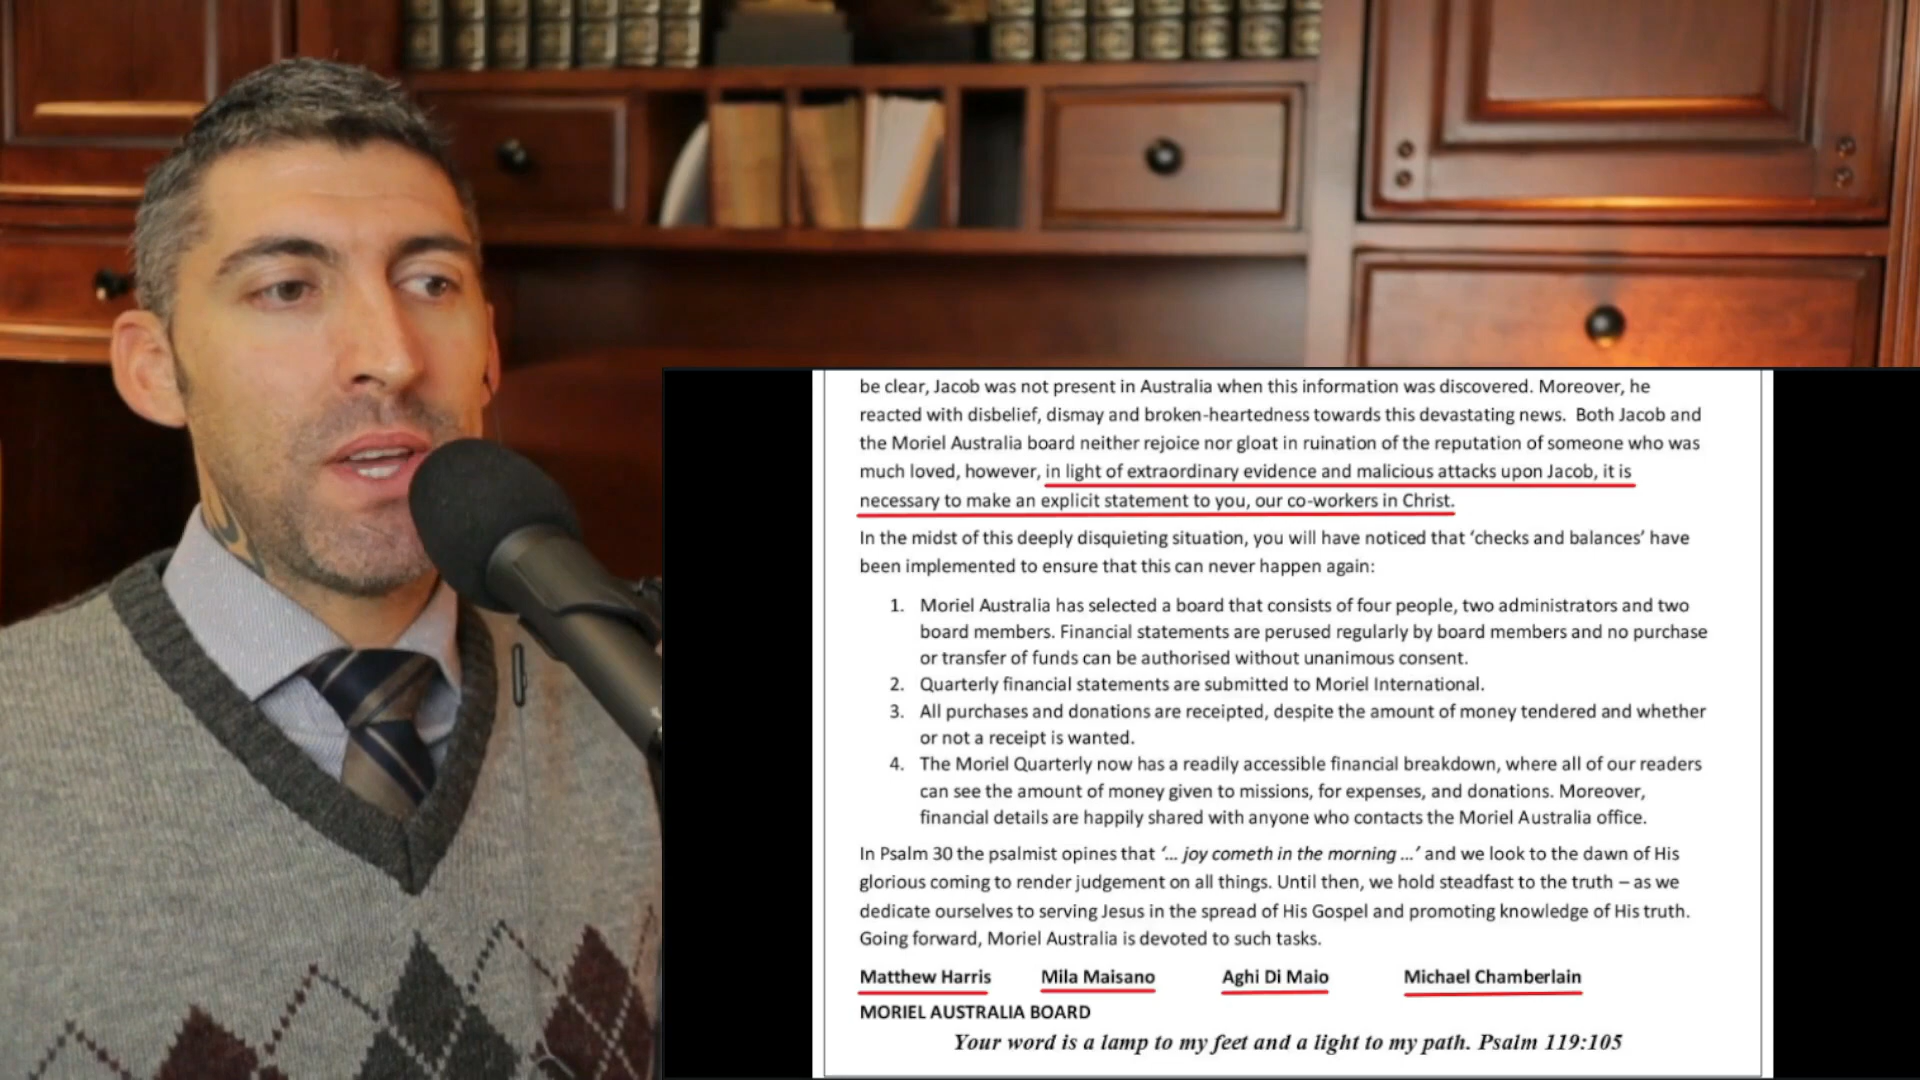 be clear, Jacob was not present in Australia when this information was discovered. Moreover, he
reacted with disbelief, dismay and broken-heartedness towards this devastating news. Both Jacob and
the Moriel Australia board neither rejoice nor gloat in ruination of the reputation of someone who was
much loved, however, in light of extraordinary evidence and malicious attacks upon Jacob, it is
necessary to make an explicit statement to you, our co-workers in Christ.
In the midst of this deeply disquieting situation, you will have noticed that ‘checks and balances’ have
been implemented to ensure that this can never happen again:
1. Moriel Australia has selected a board that consists of four people, two administrators and two
board members. Financial statements are perused regularly by board members and no purchase
or transfer of funds can be authorised without unanimous consent.
2. Quarterly financial statements are submitted to Moriel International.
3. All purchases and donations are receipted, despite the amount of money tendered and whether
or not a receipt is wanted.
4. The Moriel Quarterly now has a readily accessible financial breakdown, where all of our readers
can see the amount of money given to missions, for expenses, and donations. Moreover,
financial details are happily shared with anyone who contacts the Moriel Australia office.
In Psalm 30 the psalmist opines that ‘... joy cometh in the morning ...’ and we look to the dawn of His
glorious coming to render judgement on all things. Until then, we hold steadfast to the truth – as we
dedicate ourselves to serving Jesus in the spread of His Gospel and promoting knowledge of His truth.
Going forward, Moriel Australia is devoted to such tasks.
Matthew Harris Mila Maisano Aghi Di Maio Michael Chamberlain
MORIEL AUSTRALIA BOARD
Your word is a lamp to my feet and a light to my path. Psalm 119:105